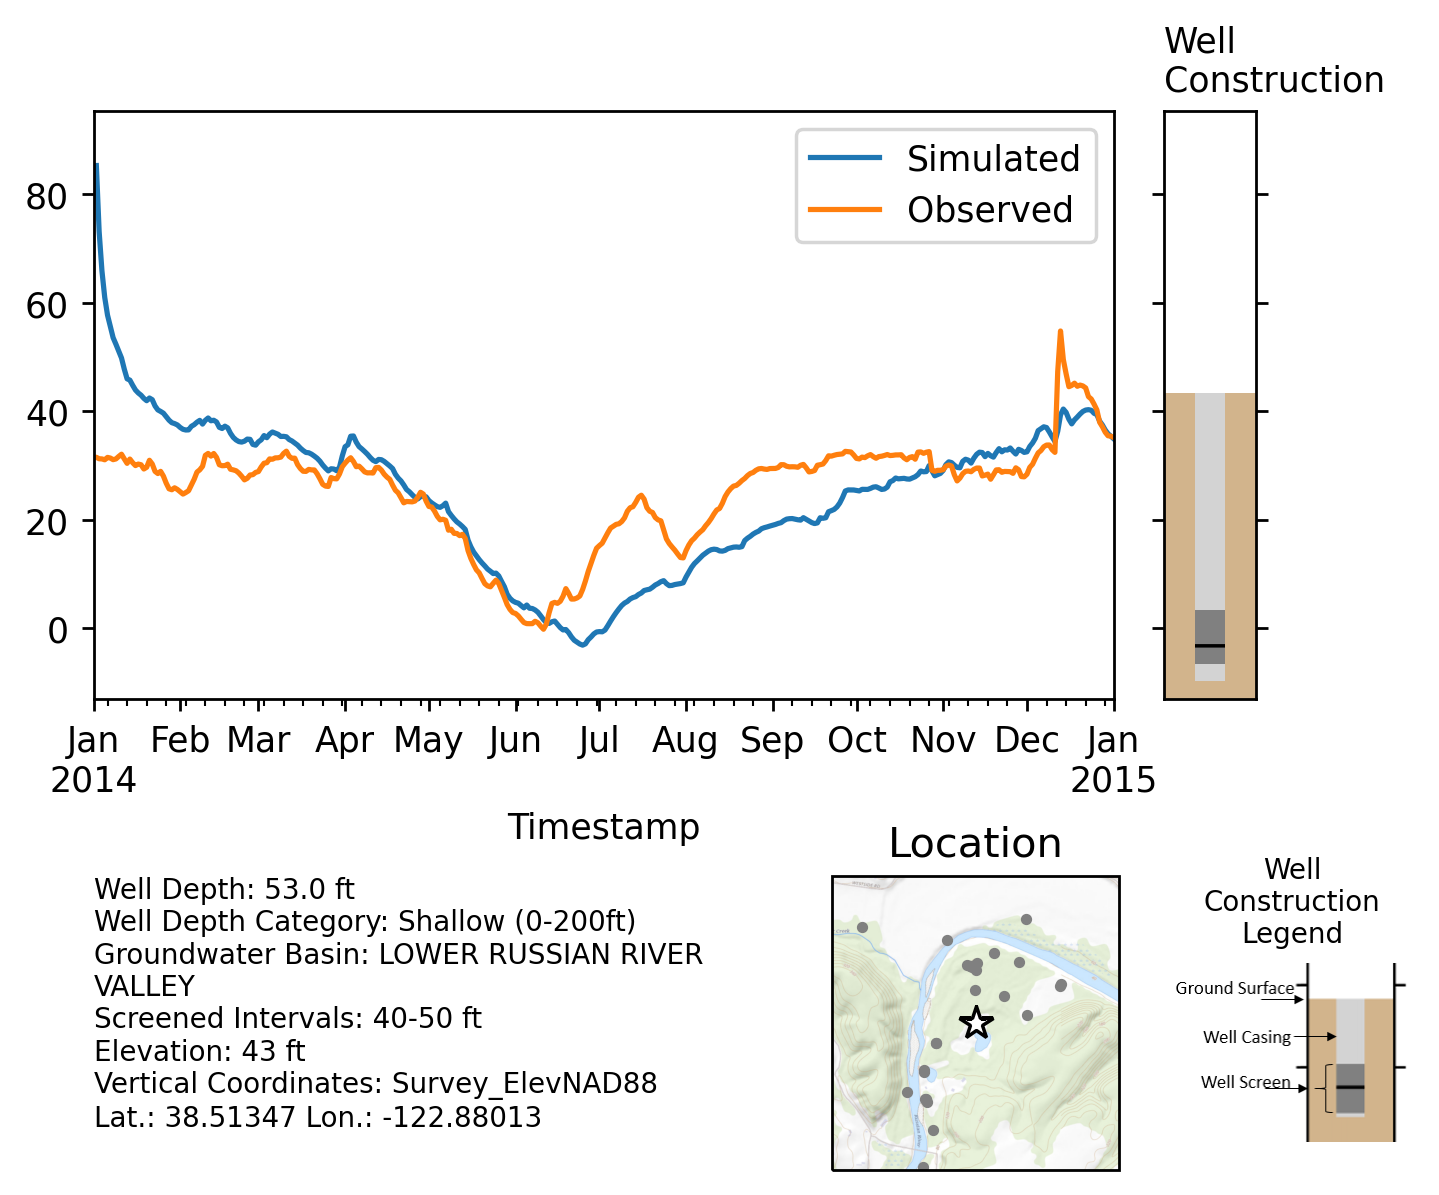 Well
Construction
Simulated
Observed
80
60
40
20
0
Jan
2014
Feb
Mar
Apr
May
Jun
Jul
Aug
Sep
Oct
Nov
Dec
Jan
2015
Timestamp
Well Depth: 53.0 ft
Well Depth Category: Shallow (0-200ft)
Groundwater Basin: LOWER RUSSIAN RIVER
VALLEY
Screened Intervals: 40-50 ft
Elevation: 43 ft
Vertical Coordinates: Survey_ElevNAD88
Lat.: 38.51347 Lon.: -122.88013
Location
Well
Construction
Legend
Ground Surface
Well Casing
Well Screen